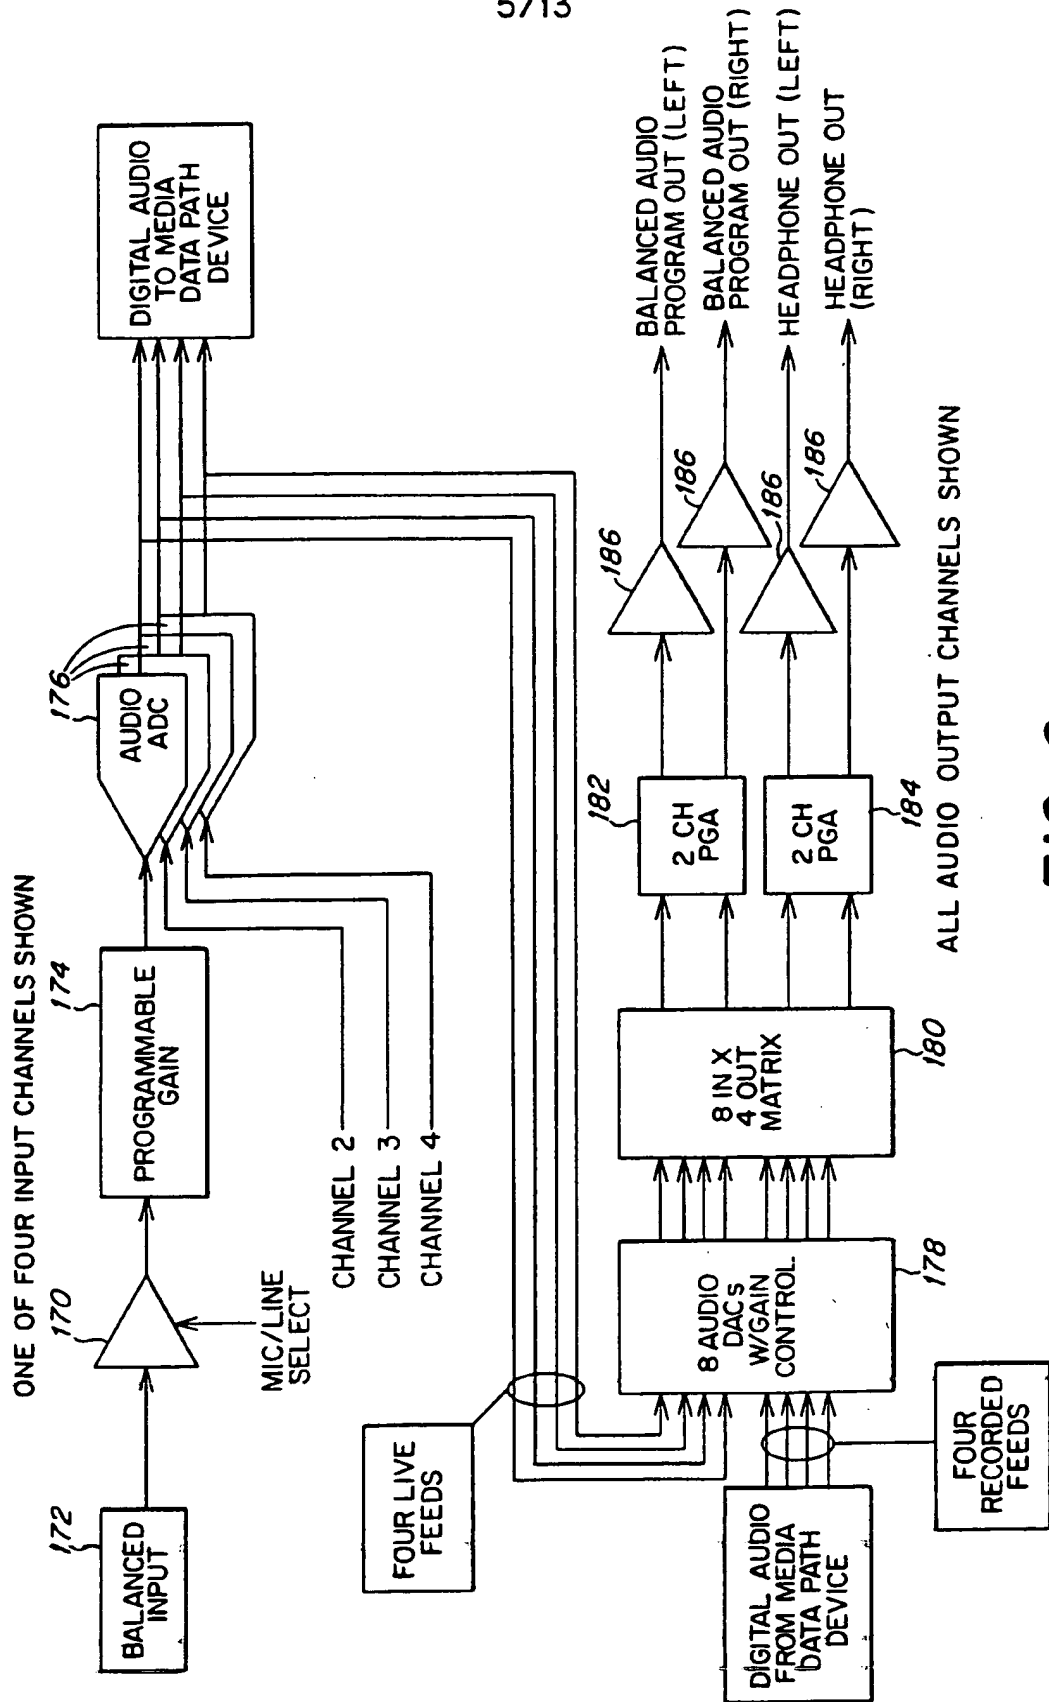 5/13
ONE OF FOUR INPUT CHANNELS SHOWN
172
BALANCED
INPUT
170
MIC/LINE
SELECT
174
PROGRAMMABLE
GAIN
176
AUDIO
ADC
DIGITAL AUDIO
TO MEDIA
DATA PATH
DEVICE
CHANNEL 2
CHANNEL 3
CHANNEL 4
FOUR LIVE
FEEDS
DIGITAL AUDIO
FROM MEDIA
DATA PATH
DEVICE
FOUR
RECORDED
FEEDS
8 AUDIO
DACs
W/GAIN
CONTROL
178
8 IN X
4 OUT
MATRIX
180
182
2 CH
PGA
2 CH
PGA
184
186
186
186
186
BALANCED AUDIO
PROGRAM OUT (LEFT)
BALANCED AUDIO
PROGRAM OUT (RIGHT)
HEADPHONE OUT (LEFT)
HEADPHONE OUT
(RIGHT)
ALL AUDIO OUTPUT CHANNELS SHOWN